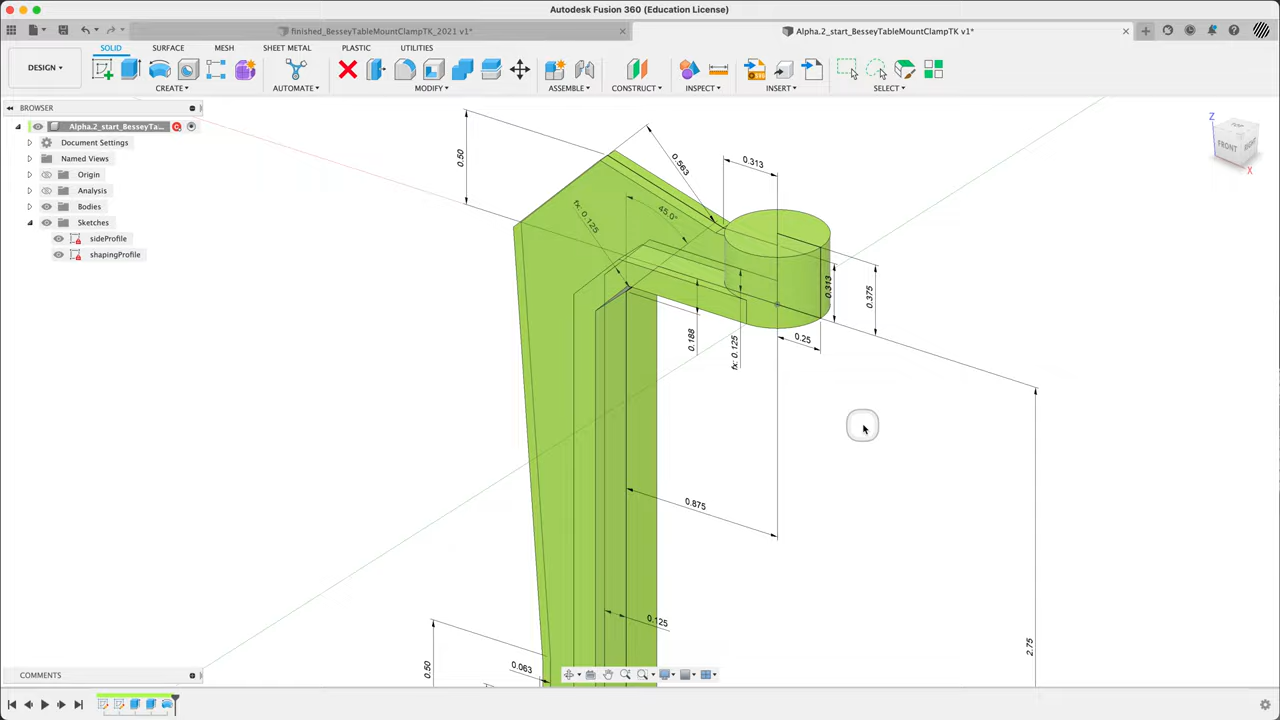 Autodesk Fusion 360 (Education License)
finished_BesseyTableMountClampTK_2021 v1*
Alpha.2_start_BesseyTableMountClampTK v1*
SOLID
SURFACE
MESH
SHEET METAL
PLASTIC
UTILITIES
DESIGN
CREATE
AUTOMATE
MODIFY
ASSEMBLE
CONSTRUCT
INSPECT
INSERT
SELECT
BROWSER
Alpha.2_start_BesseyTa...
Document Settings
Named Views
Origin
Analysis
Bodies
Sketches
sideProfile
shapingProfile
Z
TOP
FRONT
RIGHT
X
0.50
0.563
0.313
fx: 0.125
45.0°
0.313
0.375
0.188
fx: 0.125
0.25
0.875
0.125
2.75
0.50
0.063
COMMENTS